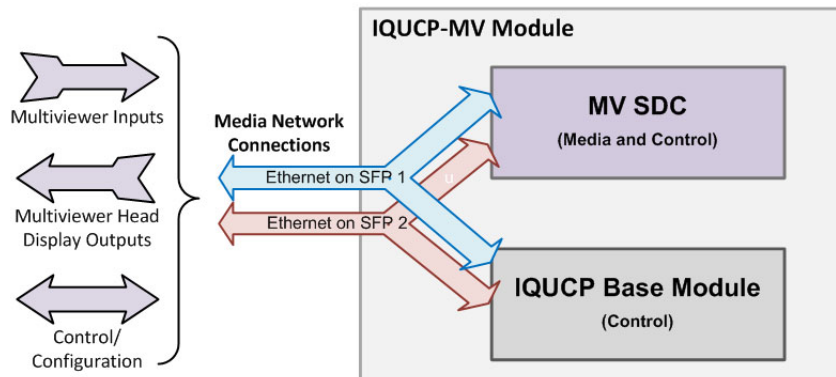 IQUCP-MV Module
Multiviewer Inputs
Multiviewer Head
Display Outputs
Control/
Configuration
Media Network
Connections
Ethernet on SFP 1
Ethernet on SFP 2
u
MV SDC
(Media and Control)
IQUCP Base Module
(Control)